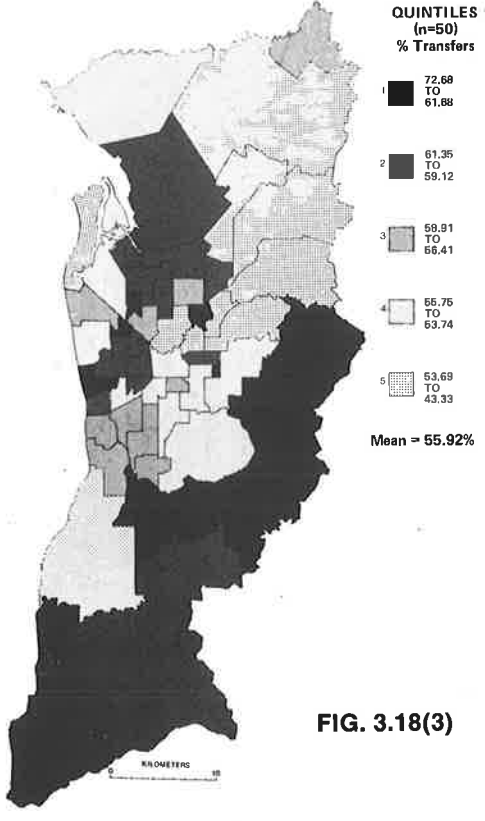 QUINTILES
(n=50)
% Transfers
1
72.68
TO
61.68
2
61.35
TO
59.12
3
58.91
TO
56.41
4
55.75
TO
53.74
5
53.69
TO
43.33
Mean = 55.92%
FIG. 3.18(3)
KILOMETERS
0 10